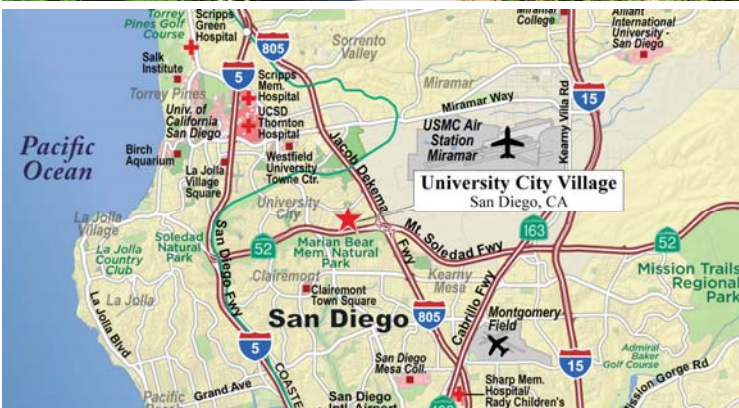 Torrey
Pines Golf
Course
Scripps
Green
Hospital
805
Sorrento
Valley
Miramar
College
Alliant
International
University -
San Diego
Salk
Institute
5
Scripps
Mem.
Hospital
Torrey Pines
Miramar
15
Miramar Way
Kearny Villa Rd
Univ. of
California
San Diego
UCSD
Thornton
Hospital
USMC Air
Station
Miramar
Pacific
Ocean
Birch
Aquarium
La Jolla
Village
Square
Westfield
University
Towne Ctr.
Jacob Dekema
Fwy
University City Village
San Diego, CA
University
City
La Jolla
Village
Soledad
Natural
Park
San Diego Fwy
52
Marian Bear
Mem. Natural
Park
Mt. Soledad Fwy
163
52
La Jolla
Country
Club
Clairemont
Kearny
Mesa
Mission Trails
Regional
Park
La Jolla
La Jolla Blvd
Clairemont
Town Square
San Diego
805
Cabrillo Fwy
Montgomery
Field
5
COASTE
San Diego
Mesa Coll.
15
Admiral
Baker
Golf Course
Mission Gorge Rd
Pacific
Grand Ave
San Diego
Intl. Airport
Sharp Mem.
Hospital/
Rady Children's
163